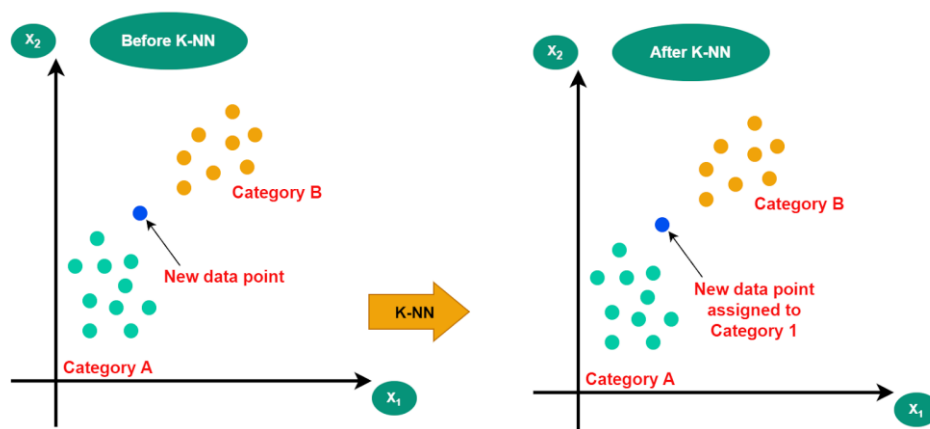 X₂
Before K-NN
Category B
New data point
Category A
X₁
K-NN
X₂
After K-NN
Category B
New data point
assigned to
Category 1
Category A
X₁